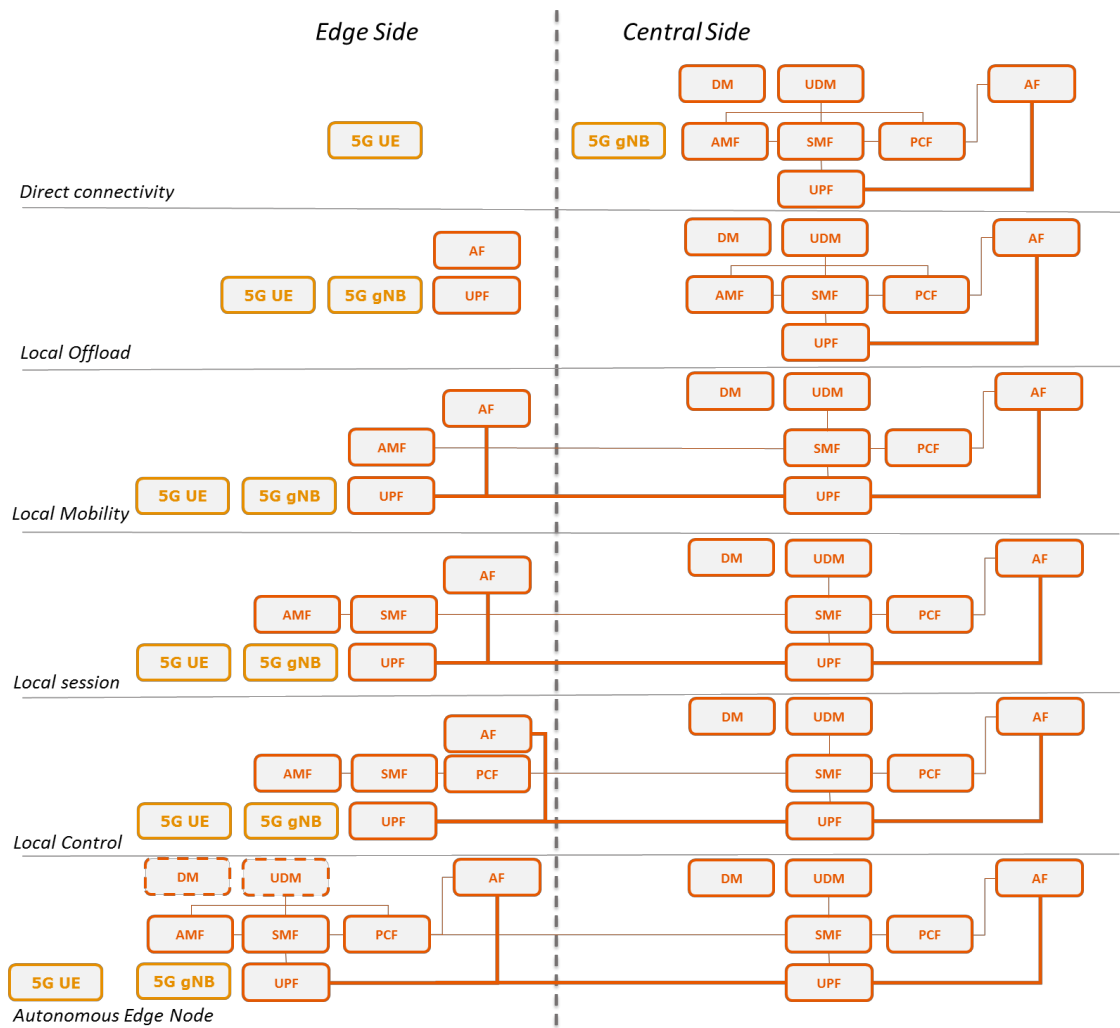 Edge Side
Central Side
DM
UDM
AF
5G UE
5G gNB
AMF
SMF
PCF
UPF
Direct connectivity
AF
DM
UDM
AF
5G UE
5G gNB
UPF
AMF
SMF
PCF
UPF
Local Offload
AF
DM
UDM
AF
AMF
SMF
PCF
5G UE
5G gNB
UPF
UPF
Local Mobility
AF
DM
UDM
AF
AMF
SMF
SMF
PCF
5G UE
5G gNB
UPF
UPF
Local session
AF
DM
UDM
AF
AMF
SMF
PCF
SMF
PCF
5G UE
5G gNB
UPF
UPF
Local Control
DM
UDM
AF
DM
UDM
AF
AMF
SMF
PCF
SMF
PCF
5G UE
5G gNB
UPF
UPF
Autonomous Edge Node